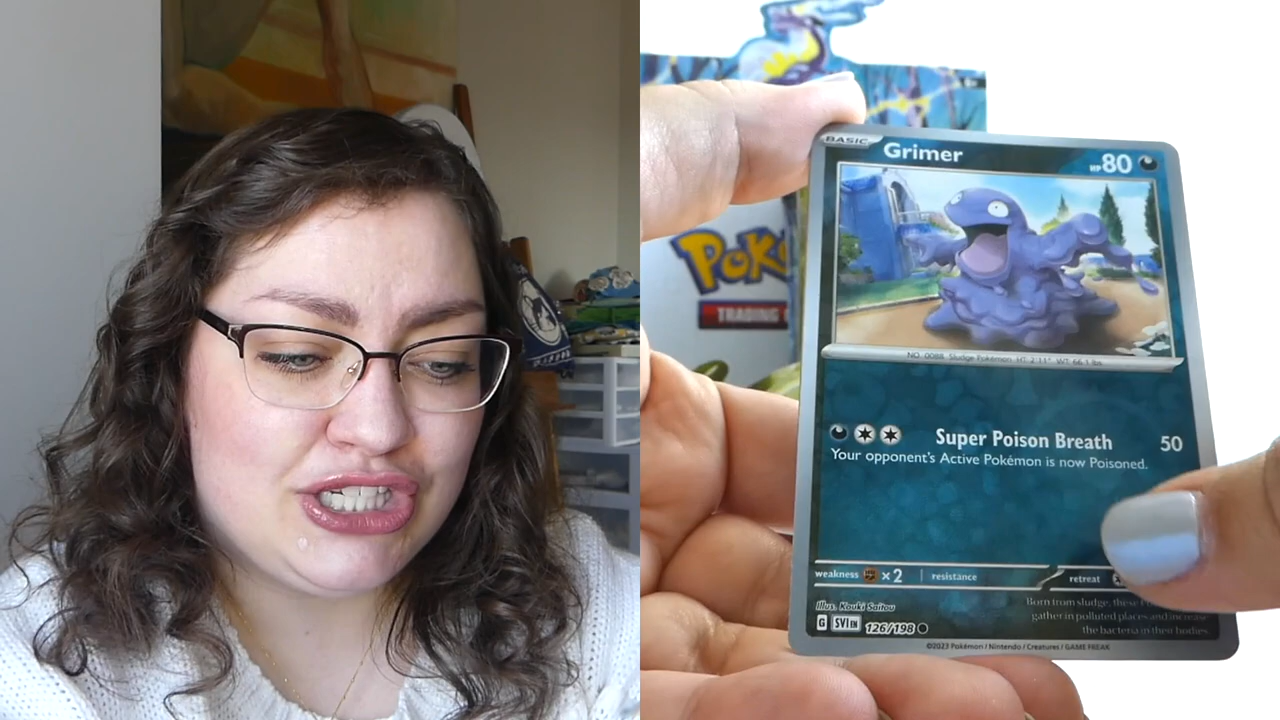 BASIC
Grimer
HP 80
POK
TRADING
NO. 0088 Sludge Pokémon HT: 2'11" WT: 66.1 lbs.
Super Poison Breath 50
Your opponent's Active Pokémon is now Poisoned.
weakness ×2 resistance retreat
Illus. Kouki Saitou
Born from sludge, these
gather in polluted places and increase
the bacteria in their bodies.
G SVI EN 126/198
©2023 Pokémon / Nintendo / Creatures / GAME FREAK